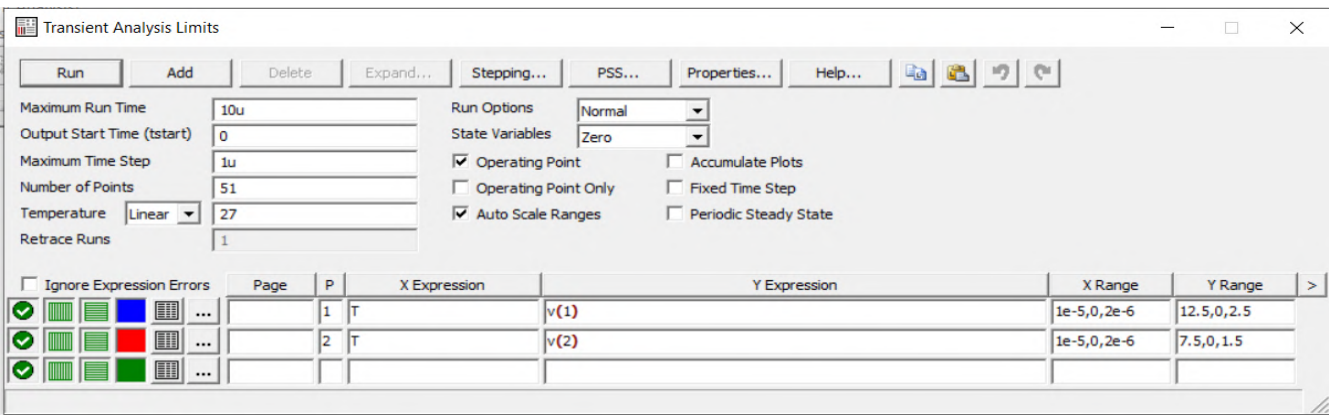 Transient Analysis Limits
Run Add Delete Expand... Stepping... PSS... Properties... Help...
Maximum Run Time 10u Run Options Normal
Output Start Time (tstart) 0 State Variables Zero
Maximum Time Step 1u Operating Point Accumulate Plots
Number of Points 51 Operating Point Only Fixed Time Step
Temperature Linear 27 Auto Scale Ranges Periodic Steady State
Retrace Runs 1
Ignore Expression Errors Page P X Expression Y Expression X Range Y Range >
... 1 T v(1) 1e-5,0,2e-6 12.5,0,2.5
... 2 T v(2) 1e-5,0,2e-6 7.5,0,1.5
...